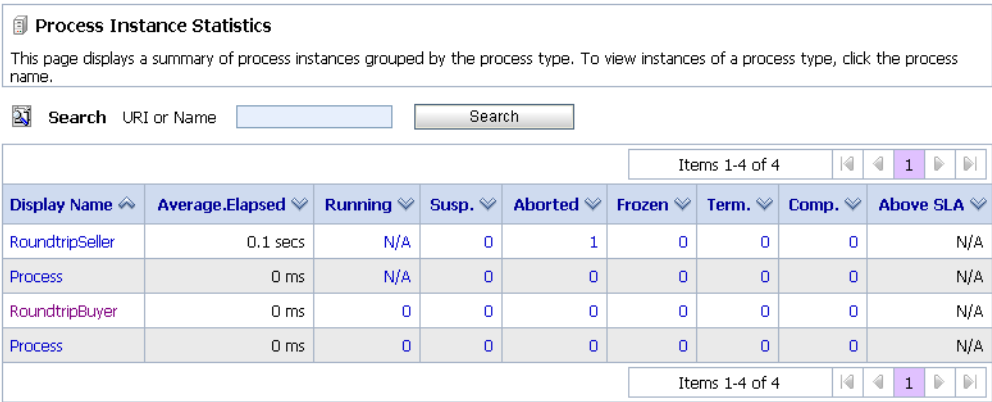 Process Instance Statistics
This page displays a summary of process instances grouped by the process type. To view instances of a process type, click the process
name.
Search URI or Name Search
Items 1-4 of 4 1
Display Name Average.Elapsed Running Susp. Aborted Frozen Term. Comp. Above SLA
RoundtripSeller 0.1 secs N/A 0 1 0 0 0 N/A
Process 0 ms N/A 0 0 0 0 0 N/A
RoundtripBuyer 0 ms 0 0 0 0 0 0 N/A
Process 0 ms 0 0 0 0 0 0 N/A
Items 1-4 of 4 1